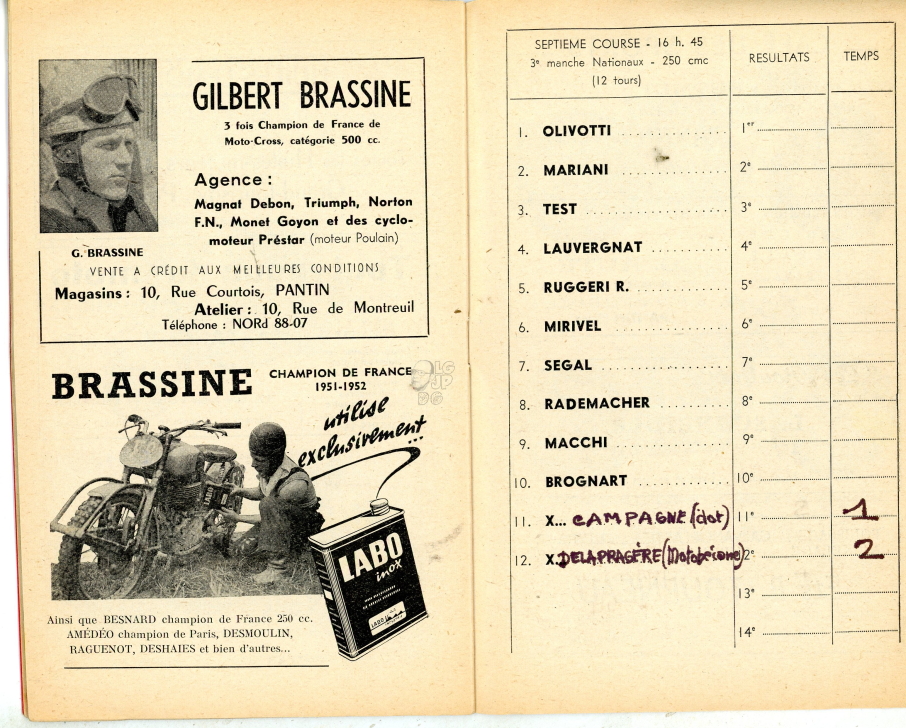 GILBERT BRASSINE
3 fois Champion de France de
Moto-Cross, catégorie 500 cc.
Agence :
Magnat Debon, Triumph, Norton
F.N., Monet Goyon et des cyclo-
moteur Préstar (moteur Poulain)
G. BRASSINE
VENTE A CRÉDIT AUX MEILLEURES CONDITIONS
Magasins : 10, Rue Courtois, PANTIN
Atelier : 10, Rue de Montreuil
Téléphone : NORd 88-07
BRASSINE
CHAMPION DE FRANCE
1951-1952
utilise
exclusivement...
LABO
inox
Ainsi que BESNARD champion de France 250 cc.
AMÉDÉO champion de Paris, DESMOULIN,
RAGUENOT, DESHAIES et bien d'autres...
SEPTIEME COURSE - 16 h. 45
3e manche Nationaux - 250 cmc
(12 tours)
RESULTATS
TEMPS
1. OLIVOTTI 1er
2. MARIANI 2e
3. TEST 3e
4. LAUVERGNAT 4e
5. RUGGERI R. 5e
6. MIRIVEL 6e
7. SEGAL 7e
8. RADEMACHER 8e
9. MACCHI 9e
10. BROGNART 10e
11. X... CAMPAGNE (dot) 11e 1
12. X. DELAPRAGÈRE (Motobécane) 12e 2
13e
14e